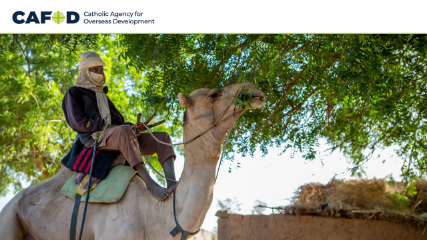 CAFOD
Catholic Agency for
Overseas Development